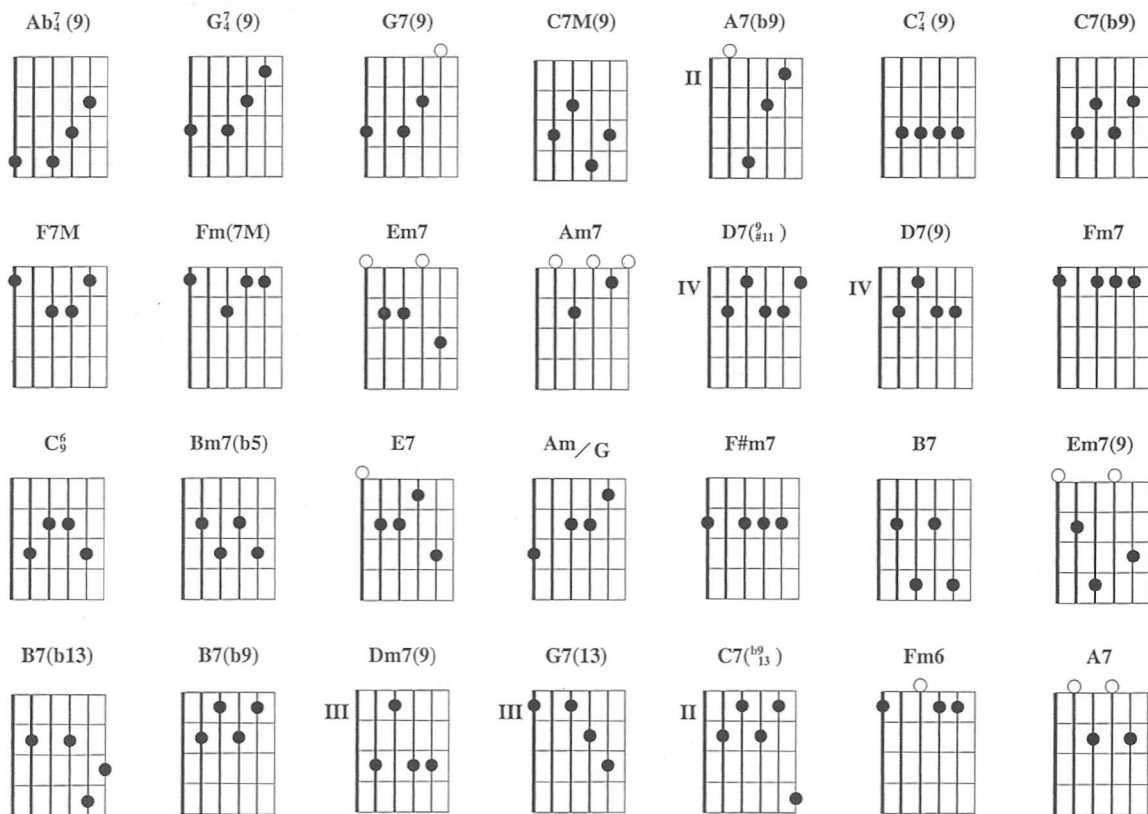 Ab7/4 (9) G7/4 (9) G7(9) C7M(9) A7(b9) C7/4 (9) C7(b9)
II
F7M Fm(7M) Em7 Am7 D7(9/#11) D7(9) Fm7
IV IV
C6/9 Bm7(b5) E7 Am/G F#m7 B7 Em7(9)
B7(b13) B7(b9) Dm7(9) G7(13) C7(b9/13) Fm6 A7
III III II